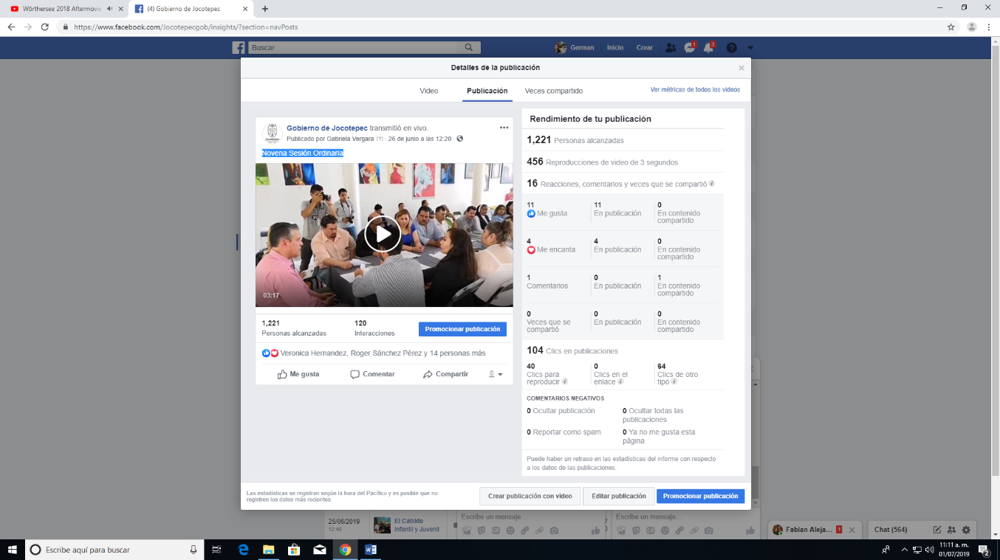 Wörthersee 2018 Aftermovie
(4) Gobierno de Jocotepec
https://www.facebook.com/Jocotepecgob/insights/?section=navPosts
Buscar
German
Inicio
Crear
1
3
Detalles de la publicación
Video
Publicación
Veces compartido
Ver métricas de todos los videos
Gobierno de Jocotepec transmitió en vivo.
Publicado por Gabriela Vergara [?] · 26 de junio a las 12:20 ·
Novena Sesión Ordinaria
03:17
1,221
Personas alcanzadas
120
Interacciones
Promocionar publicación
Veronica Hernandez, Roger Sánchez Pérez y 14 personas más
Me gusta
Comentar
Compartir
Rendimiento de tu publicación
1,221 Personas alcanzadas
456 Reproducciones de video de 3 segundos
16 Reacciones, comentarios y veces que se compartió
11
Me gusta
11
En publicación
0
En contenido
compartido
4
Me encanta
4
En publicación
0
En contenido
compartido
1
Comentarios
0
En publicación
1
En contenido
compartido
0
Veces que se
compartió
0
En publicación
0
En contenido
compartido
104 Clics en publicaciones
40
Clics para
reproducir
0
Clics en el
enlace
64
Clics de otro
tipo
COMENTARIOS NEGATIVOS
0 Ocultar publicación
0 Ocultar todas las
publicaciones
0 Reportar como spam
0 Ya no me gusta esta
página
Puede haber un retraso en las estadísticas del informe con respecto
a los datos de las publicaciones.
Las estadísticas se registran según la hora del Pacífico y es posible que no
registren los datos más recientes.
Crear publicación con video
Editar publicación
Promocionar publicación
25/06/2019
12:40
El Cabildo
Infantil y Juvenil
Escribe un mensaje...
Escribe un mensaje...
Fabian Aleja...
1
Chat (564)
Escribe aquí para buscar
11:11 a. m.
01/07/2019
2